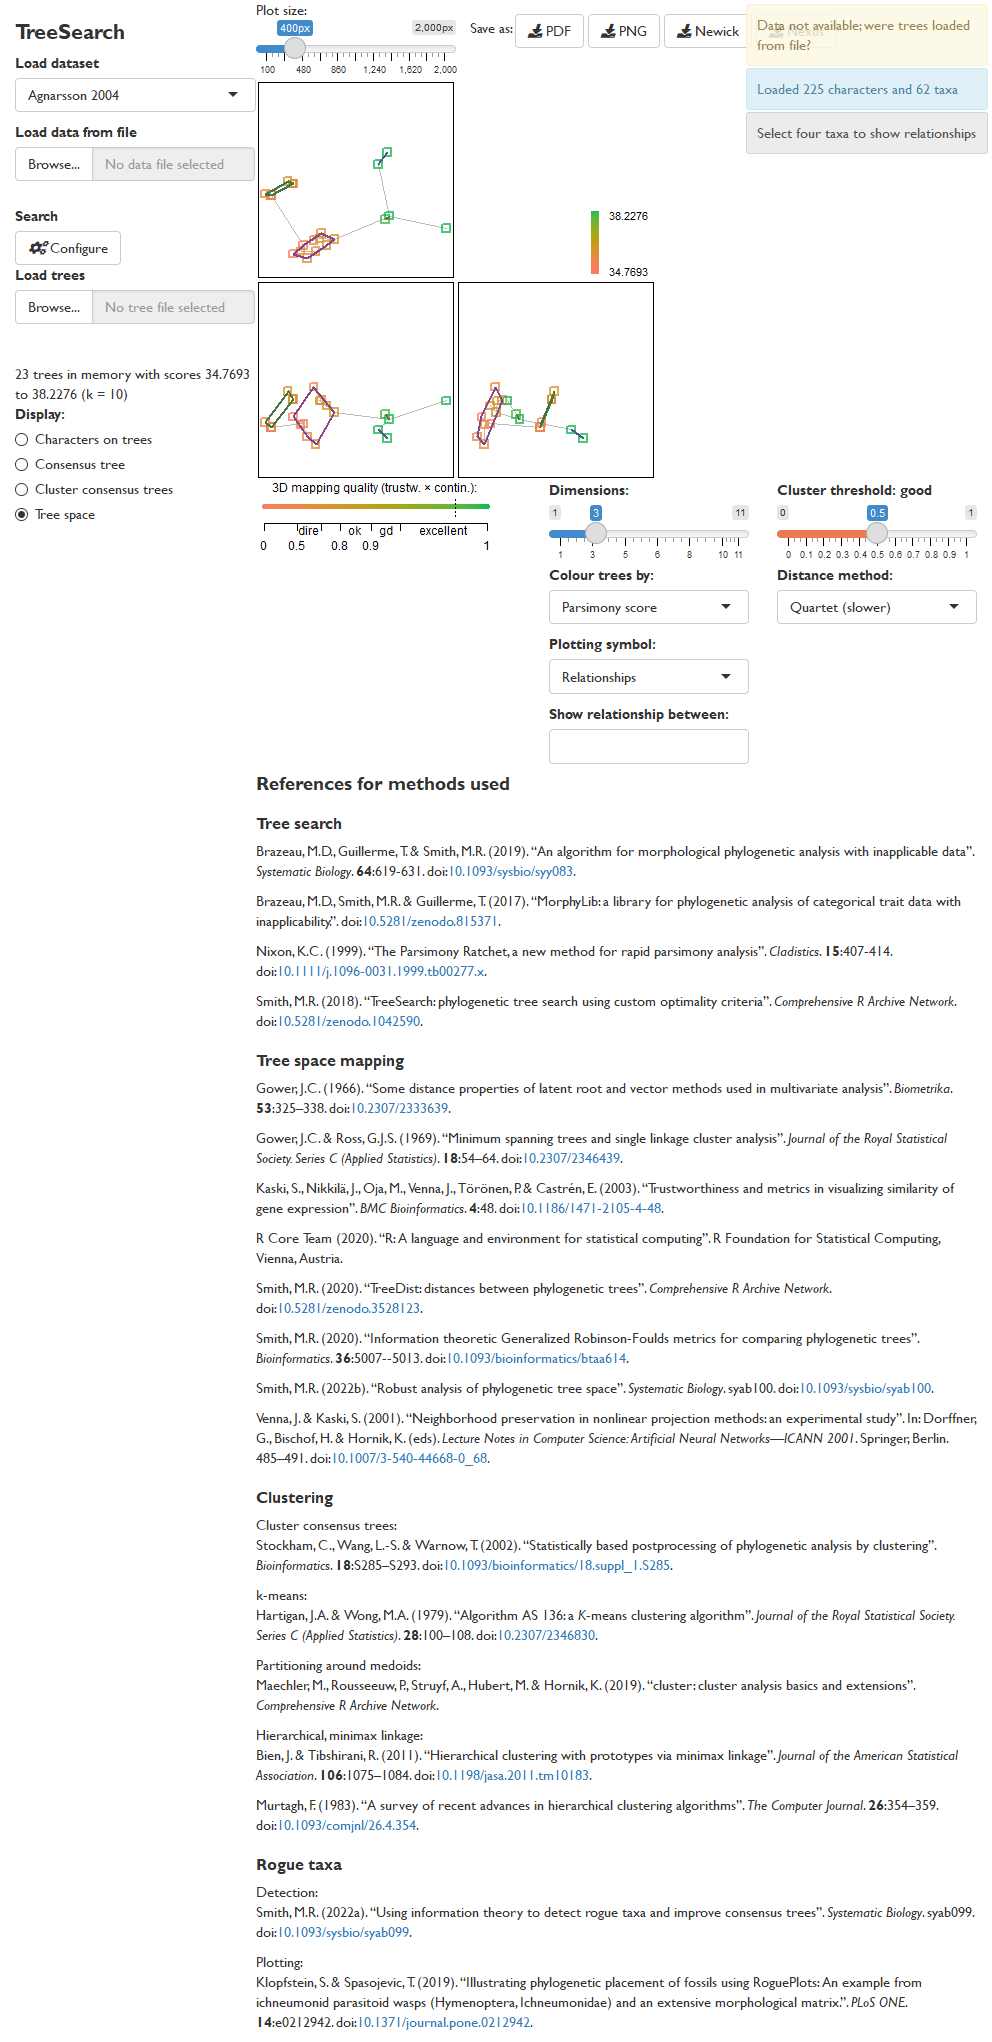 TreeSearch
Load dataset
Agnarsson 2004
Load data from file
Browse... No data file selected
Search
Configure
Load trees
Browse... No tree file selected
23 trees in memory with scores 34.7693
to 38.2276 (k = 10)
Display:
Characters on trees
Consensus tree
Cluster consensus trees
Tree space
Plot size:
400px 2,000px
100 480 860 1,240 1,620 2,000
Save as: PDF PNG Newick Nexus
Data not available; were trees loaded
from file?
Loaded 225 characters and 62 taxa
Select four taxa to show relationships
38.2276
34.7693
3D mapping quality (trustw. × contin.):
dire ok gd excellent
0 0.5 0.8 0.9 1
Dimensions:
1 3 11
1 3 5 6 8 10 11
Cluster threshold: good
0 0.5 1
0 0.1 0.2 0.3 0.4 0.5 0.6 0.7 0.8 0.9 1
Colour trees by:
Parsimony score
Distance method:
Quartet (slower)
Plotting symbol:
Relationships
Show relationship between:
References for methods used
Tree search
Brazeau, M.D., Guillerme, T. & Smith, M.R. (2019). “An algorithm for morphological phylogenetic analysis with inapplicable data”.
Systematic Biology. 64:619-631. doi:10.1093/sysbio/syy083.
Brazeau, M.D., Smith, M.R. & Guillerme, T. (2017). “MorphyLib: a library for phylogenetic analysis of categorical trait data with
inapplicability.”. doi:10.5281/zenodo.815371.
Nixon, K.C. (1999). “The Parsimony Ratchet, a new method for rapid parsimony analysis”. Cladistics. 15:407-414.
doi:10.1111/j.1096-0031.1999.tb00277.x.
Smith, M.R. (2018). “TreeSearch: phylogenetic tree search using custom optimality criteria”. Comprehensive R Archive Network.
doi:10.5281/zenodo.1042590.
Tree space mapping
Gower, J.C. (1966). “Some distance properties of latent root and vector methods used in multivariate analysis”. Biometrika.
53:325–338. doi:10.2307/2333639.
Gower, J.C. & Ross, G.J.S. (1969). “Minimum spanning trees and single linkage cluster analysis”. Journal of the Royal Statistical
Society. Series C (Applied Statistics). 18:54–64. doi:10.2307/2346439.
Kaski, S., Nikkilä, J., Oja, M., Venna, J., Törönen, P. & Castrén, E. (2003). “Trustworthiness and metrics in visualizing similarity of
gene expression”. BMC Bioinformatics. 4:48. doi:10.1186/1471-2105-4-48.
R Core Team (2020). “R: A language and environment for statistical computing”. R Foundation for Statistical Computing,
Vienna, Austria.
Smith, M.R. (2020). “TreeDist: distances between phylogenetic trees”. Comprehensive R Archive Network.
doi:10.5281/zenodo.3528123.
Smith, M.R. (2020). “Information theoretic Generalized Robinson-Foulds metrics for comparing phylogenetic trees”.
Bioinformatics. 36:5007--5013. doi:10.1093/bioinformatics/btaa614.
Smith, M.R. (2022b). “Robust analysis of phylogenetic tree space”. Systematic Biology. syab100. doi:10.1093/sysbio/syab100.
Venna, J. & Kaski, S. (2001). “Neighborhood preservation in nonlinear projection methods: an experimental study”. In: Dorffner,
G., Bischof, H. & Hornik, K. (eds). Lecture Notes in Computer Science: Artificial Neural Networks—ICANN 2001. Springer, Berlin.
485–491. doi:10.1007/3-540-44668-0_68.
Clustering
Cluster consensus trees:
Stockham, C., Wang, L.-S. & Warnow, T. (2002). “Statistically based postprocessing of phylogenetic analysis by clustering”.
Bioinformatics. 18:S285–S293. doi:10.1093/bioinformatics/18.suppl_1.S285.
k-means:
Hartigan, J.A. & Wong, M.A. (1979). “Algorithm AS 136: a K-means clustering algorithm”. Journal of the Royal Statistical Society.
Series C (Applied Statistics). 28:100–108. doi:10.2307/2346830.
Partitioning around medoids:
Maechler, M., Rousseeuw, P., Struyf, A., Hubert, M. & Hornik, K. (2019). “cluster: cluster analysis basics and extensions”.
Comprehensive R Archive Network.
Hierarchical, minimax linkage:
Bien, J. & Tibshirani, R. (2011). “Hierarchical clustering with prototypes via minimax linkage”. Journal of the American Statistical
Association. 106:1075–1084. doi:10.1198/jasa.2011.tm10183.
Murtagh, F. (1983). “A survey of recent advances in hierarchical clustering algorithms”. The Computer Journal. 26:354–359.
doi:10.1093/comjnl/26.4.354.
Rogue taxa
Detection:
Smith, M.R. (2022a). “Using information theory to detect rogue taxa and improve consensus trees”. Systematic Biology. syab099.
doi:10.1093/sysbio/syab099.
Plotting:
Klopfstein, S. & Spasojevic, T. (2019). “Illustrating phylogenetic placement of fossils using RoguePlots: An example from
ichneumonid parasitoid wasps (Hymenoptera, Ichneumonidae) and an extensive morphological matrix.”. PLoS ONE.
14:e0212942. doi:10.1371/journal.pone.0212942.